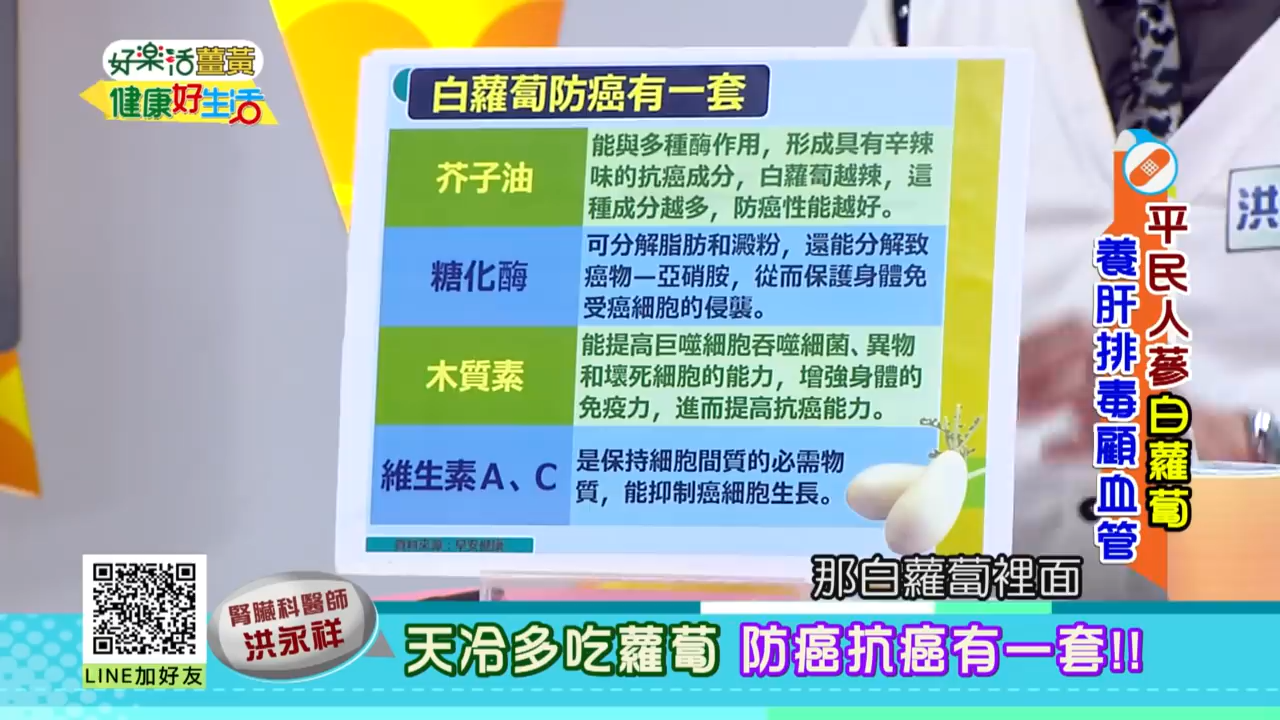 好樂活薑黃
健康好生活
白蘿蔔防癌有一套
芥子油
能與多種酶作用，形成具有辛辣
味的抗癌成分，白蘿蔔越辣，這
種成分越多，防癌性能越好。
糖化酶
可分解脂肪和澱粉，還能分解致
癌物—亞硝胺，從而保護身體免
受癌細胞的侵襲。
木質素
能提高巨噬細胞吞噬細菌、異物
和壞死細胞的能力，增強身體的
免疫力，進而提高抗癌能力。
維生素A、C
是保持細胞間質的必需物
質，能抑制癌細胞生長。
資料來源：早安健康
洪
平民人蔘白蘿蔔
養肝排毒顧血管
那白蘿蔔裡面
LINE加好友
腎臟科醫師
洪永祥
天冷多吃蘿蔔 防癌抗癌有一套!!